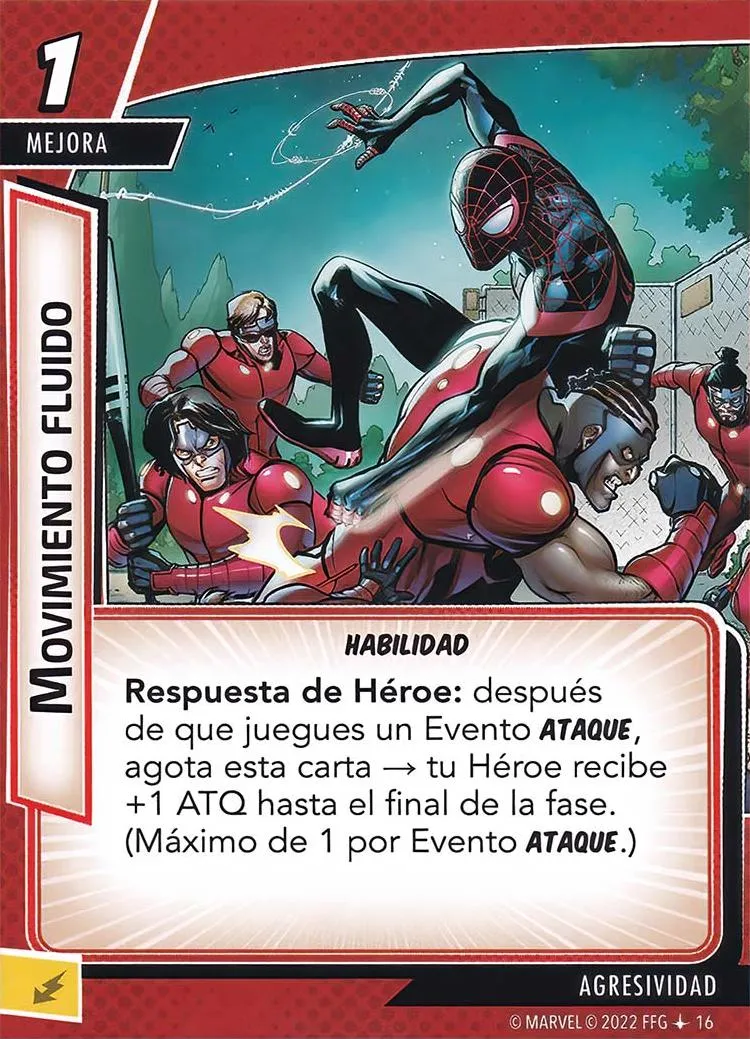 1
MEJORA
MOVIMIENTO FLUIDO
HABILIDAD
Respuesta de Héroe: después
de que juegues un Evento ATAQUE,
agota esta carta → tu Héroe recibe
+1 ATQ hasta el final de la fase.
(Máximo de 1 por Evento ATAQUE.)
AGRESIVIDAD
© MARVEL © 2022 FFG ✦ 16